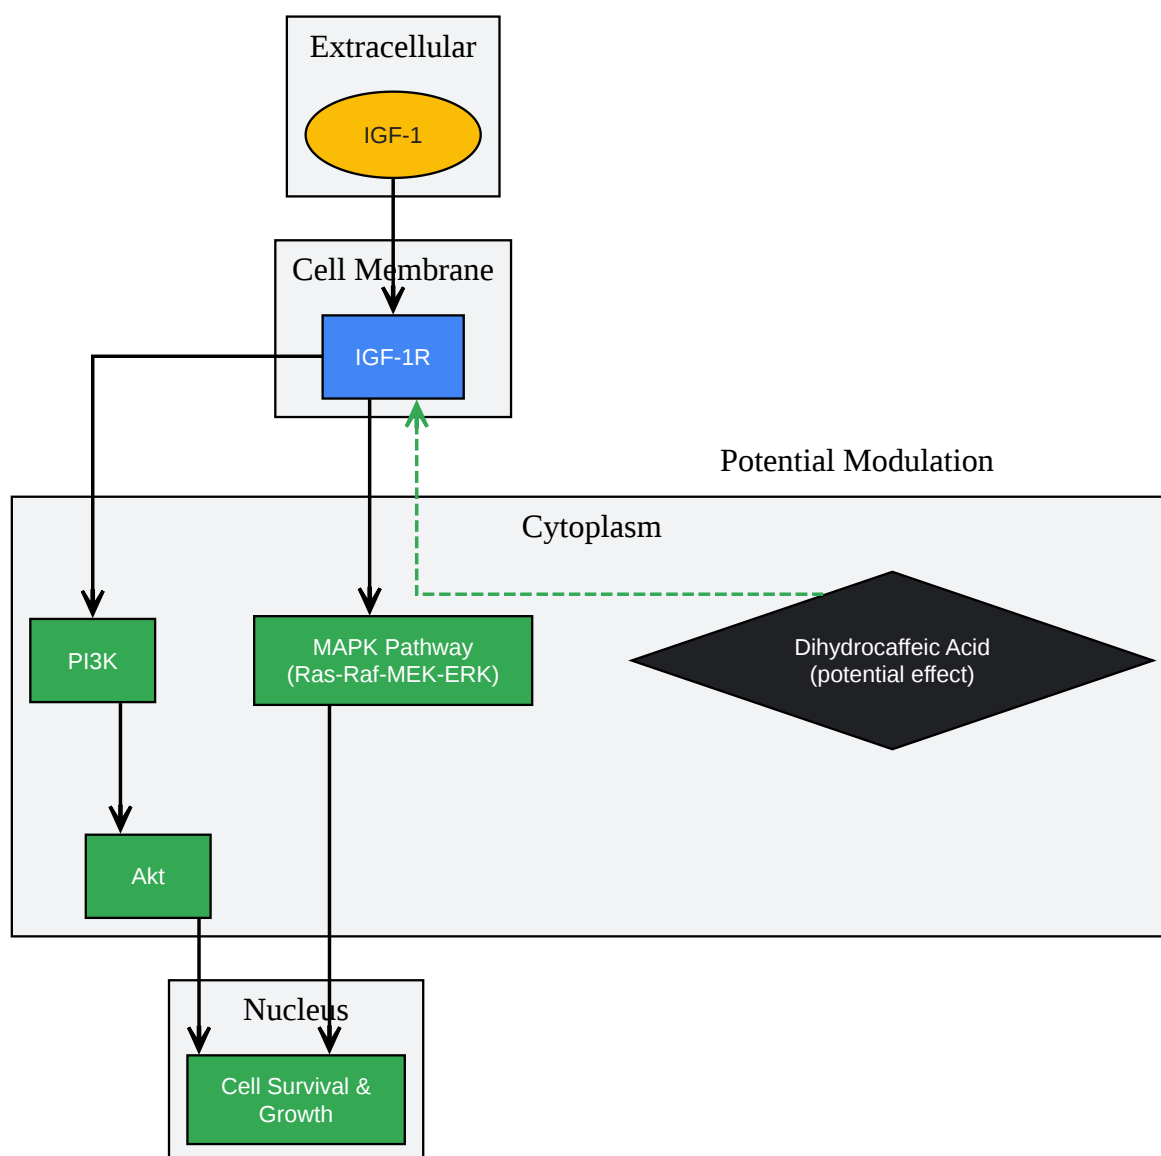 Extracellular
IGF-1
Cell Membrane
IGF-1R
Potential Modulation
Cytoplasm
PI3K
MAPK Pathway
(Ras-Raf-MEK-ERK)
Dihydrocaffeic Acid
(potential effect)
Akt
Nucleus
Cell Survival &
Growth